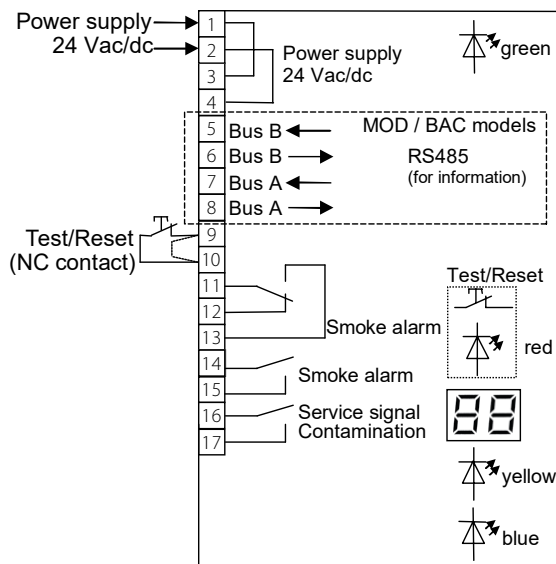 Power supply
24 Vac/dc
1
2
3
4
5
6
7
8
9
10
11
12
13
14
15
16
17
Power supply
24 Vac/dc
green
Bus B
MOD / BAC models
Bus B
RS485
Bus A
(for information)
Bus A
Test/Reset
(NC contact)
Smoke alarm
Test/Reset
red
Smoke alarm
Service signal
Contamination
88
yellow
blue